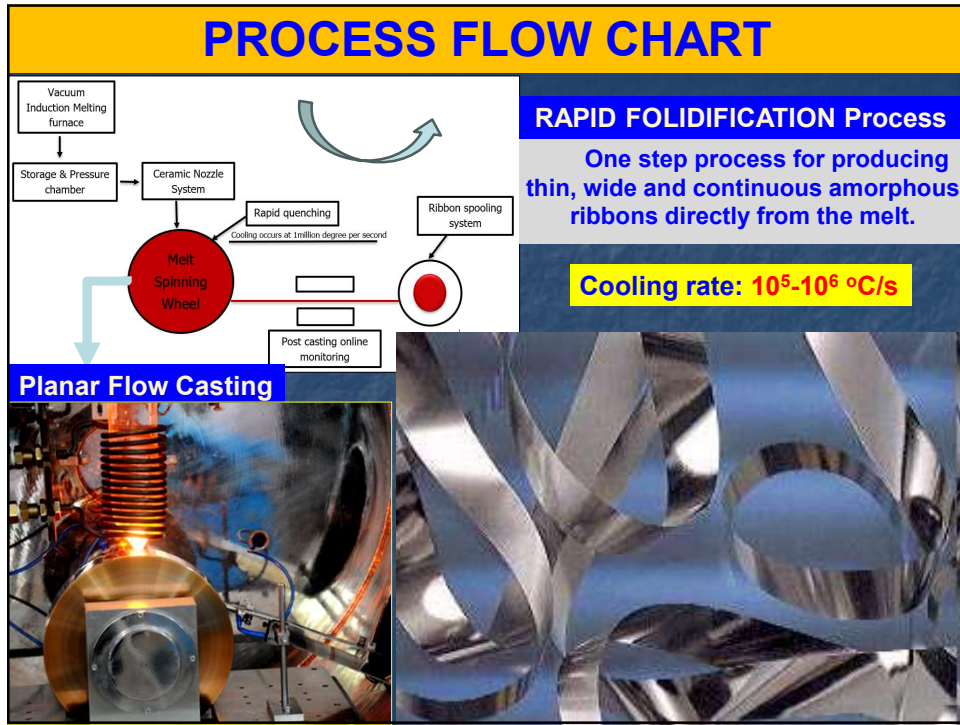 PROCESS FLOW CHART
Vacuum
Induction Melting
furnace
Storage & Pressure
chamber
Ceramic Nozzle
System
Rapid quenching
Cooling occurs at 1million degree per second
Ribbon spooling
system
Melt
Spinning
Wheel
Post casting online
monitoring
RAPID FOLIDIFICATION Process
One step process for producing
thin, wide and continuous amorphous
ribbons directly from the melt.
Cooling rate: 10⁵-10⁶ ᵒC/s
Planar Flow Casting